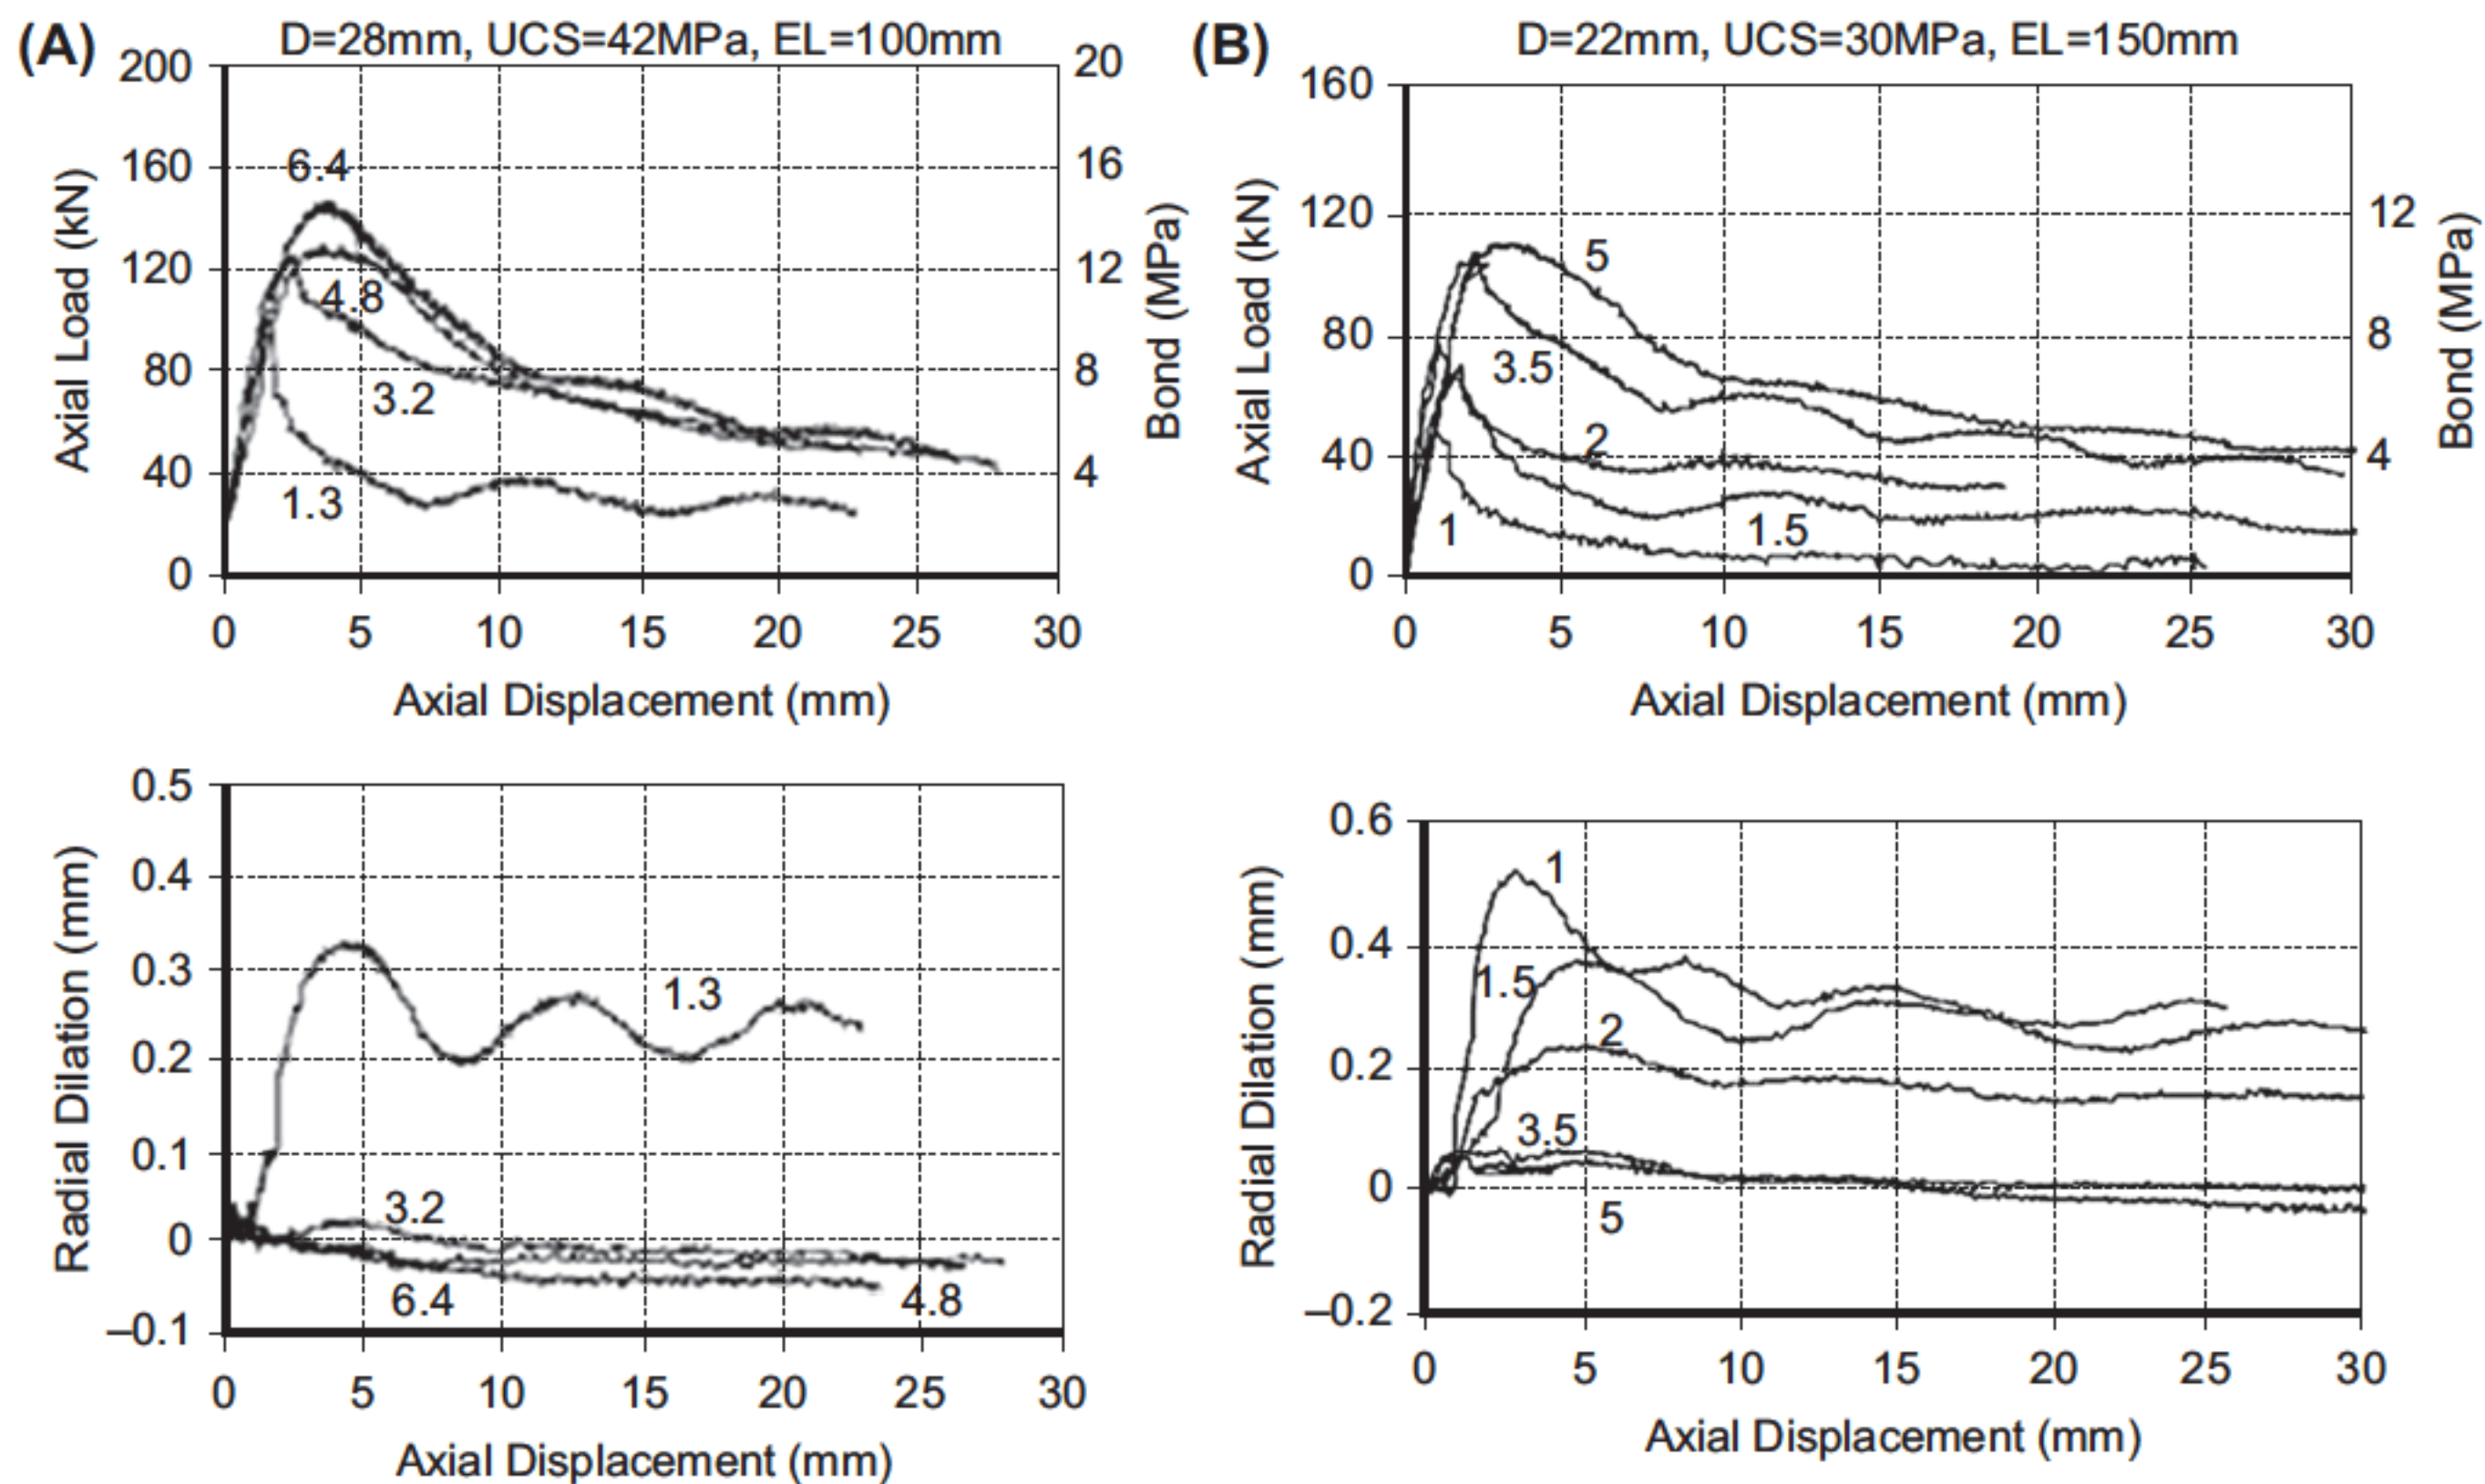 (A)
D=28mm, UCS=42MPa, EL=100mm
200
160
120
80
40
0
20
16
12
8
4
Axial Load (kN)
Bond (MPa)
6.4
4.8
3.2
1.3
0 5 10 15 20 25 30
Axial Displacement (mm)
(B)
D=22mm, UCS=30MPa, EL=150mm
160
120
80
40
0
12
8
4
Axial Load (kN)
Bond (MPa)
5
3.5
2
1
1.5
0 5 10 15 20 25 30
Axial Displacement (mm)
0.5
0.4
0.3
0.2
0.1
0
–0.1
Radial Dilation (mm)
1.3
3.2
6.4
4.8
0 5 10 15 20 25 30
Axial Displacement (mm)
0.6
0.4
0.2
0
–0.2
Radial Dilation (mm)
1
1.5
2
3.5
5
0 5 10 15 20 25 30
Axial Displacement (mm)